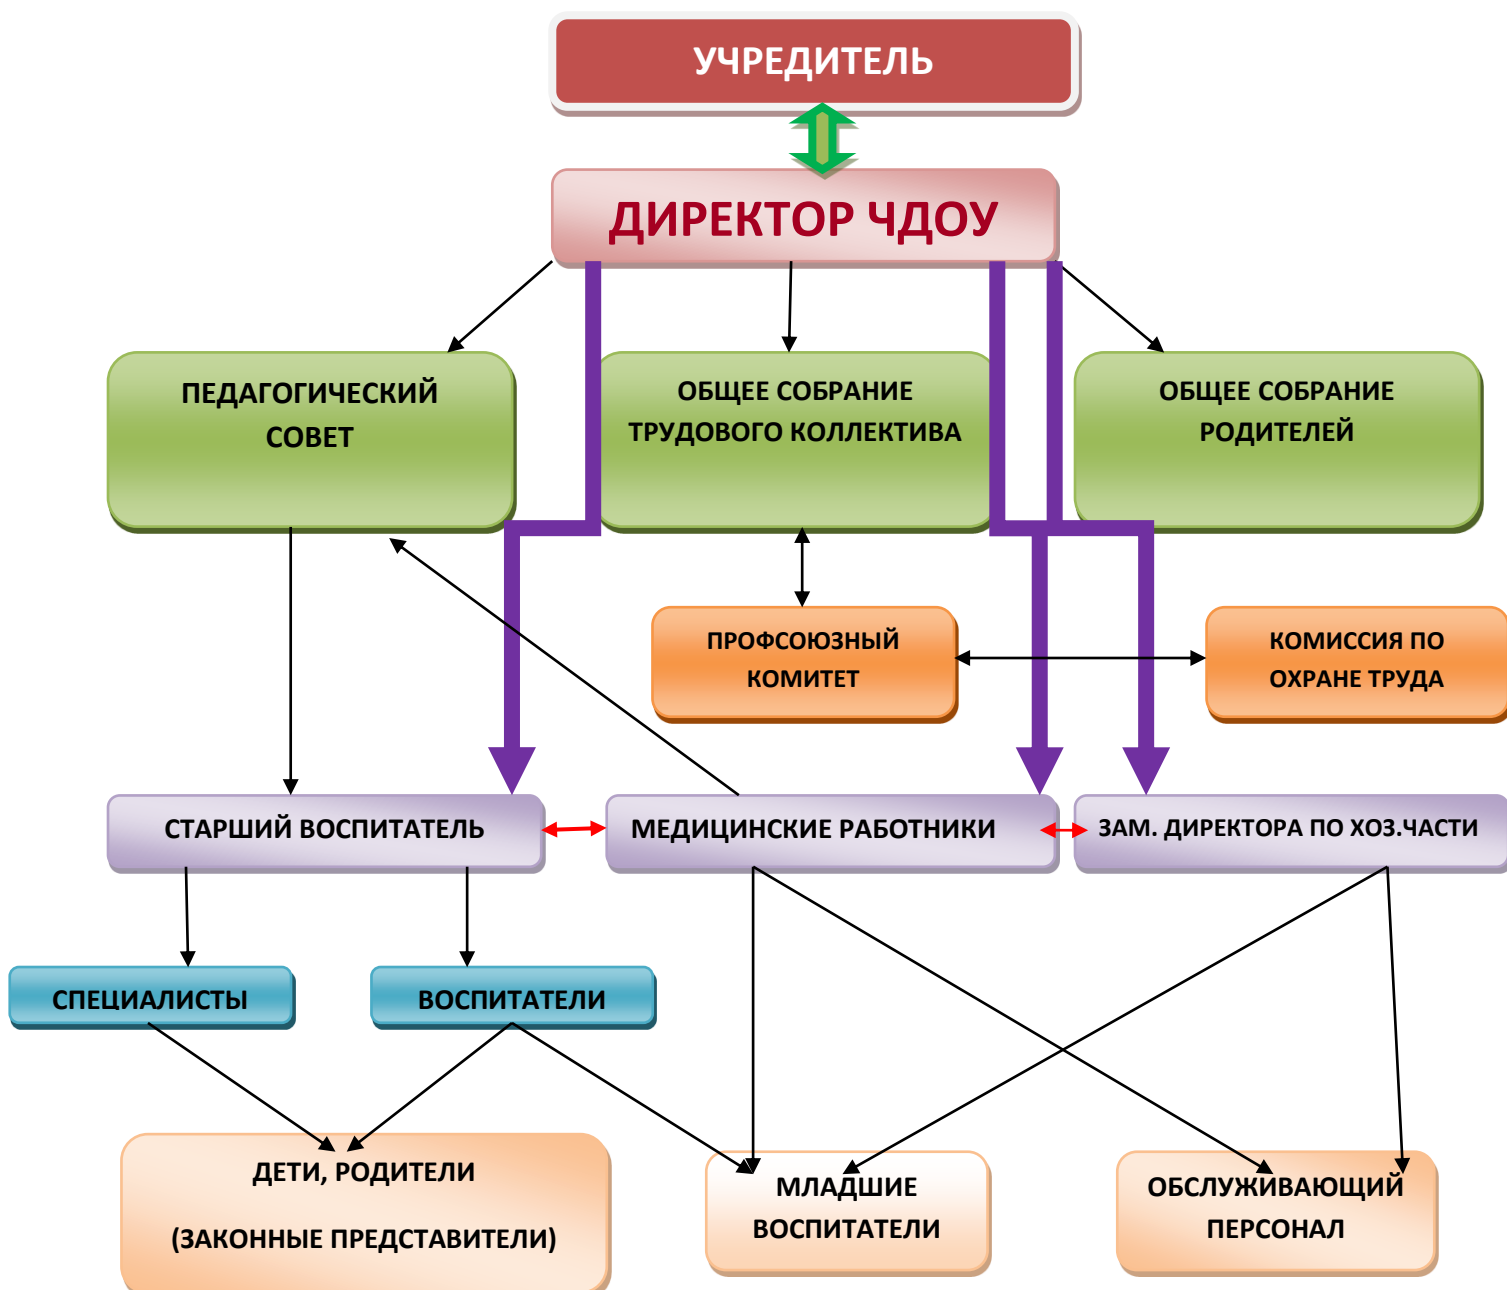 УЧРЕДИТЕЛЬ
ДИРЕКТОР ЧДОУ
ПЕДАГОГИЧЕСКИЙ
СОВЕТ
ОБЩЕЕ СОБРАНИЕ
ТРУДОВОГО КОЛЛЕКТИВА
ОБЩЕЕ СОБРАНИЕ
РОДИТЕЛЕЙ
ПРОФСОЮЗНЫЙ
КОМИТЕТ
КОМИССИЯ ПО
ОХРАНЕ ТРУДА
СТАРШИЙ ВОСПИТАТЕЛЬ
МЕДИЦИНСКИЕ РАБОТНИКИ
ЗАМ. ДИРЕКТОРА ПО ХОЗ.ЧАСТИ
СПЕЦИАЛИСТЫ
ВОСПИТАТЕЛИ
ДЕТИ, РОДИТЕЛИ
(ЗАКОННЫЕ ПРЕДСТАВИТЕЛИ)
МЛАДШИЕ
ВОСПИТАТЕЛИ
ОБСЛУЖИВАЮЩИЙ
ПЕРСОНАЛ